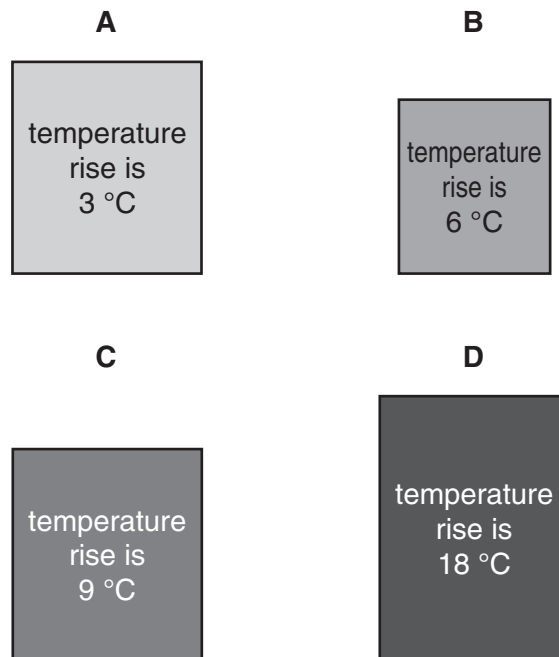 A
temperature
rise is
3 °C
B
temperature
rise is
6 °C
C
temperature
rise is
9 °C
D
temperature
rise is
18 °C